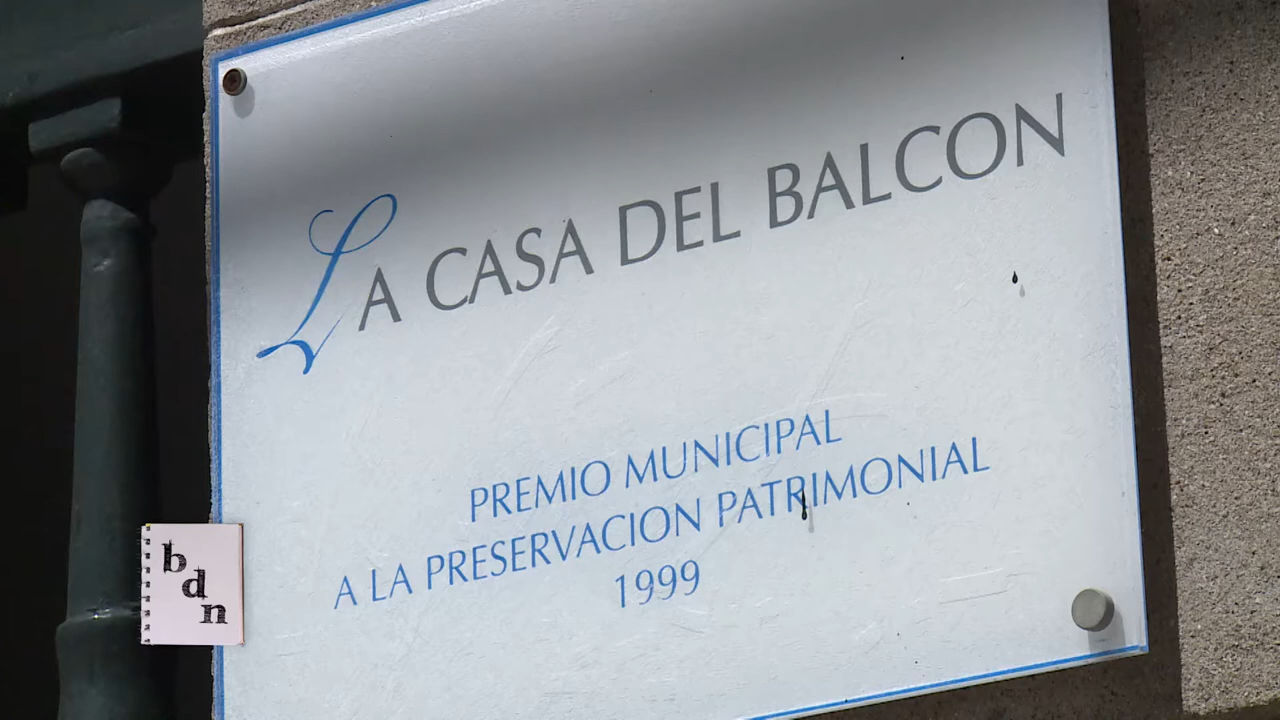 LA CASA DEL BALCON
PREMIO MUNICIPAL
A LA PRESERVACION PATRIMONIAL
1999
bdn